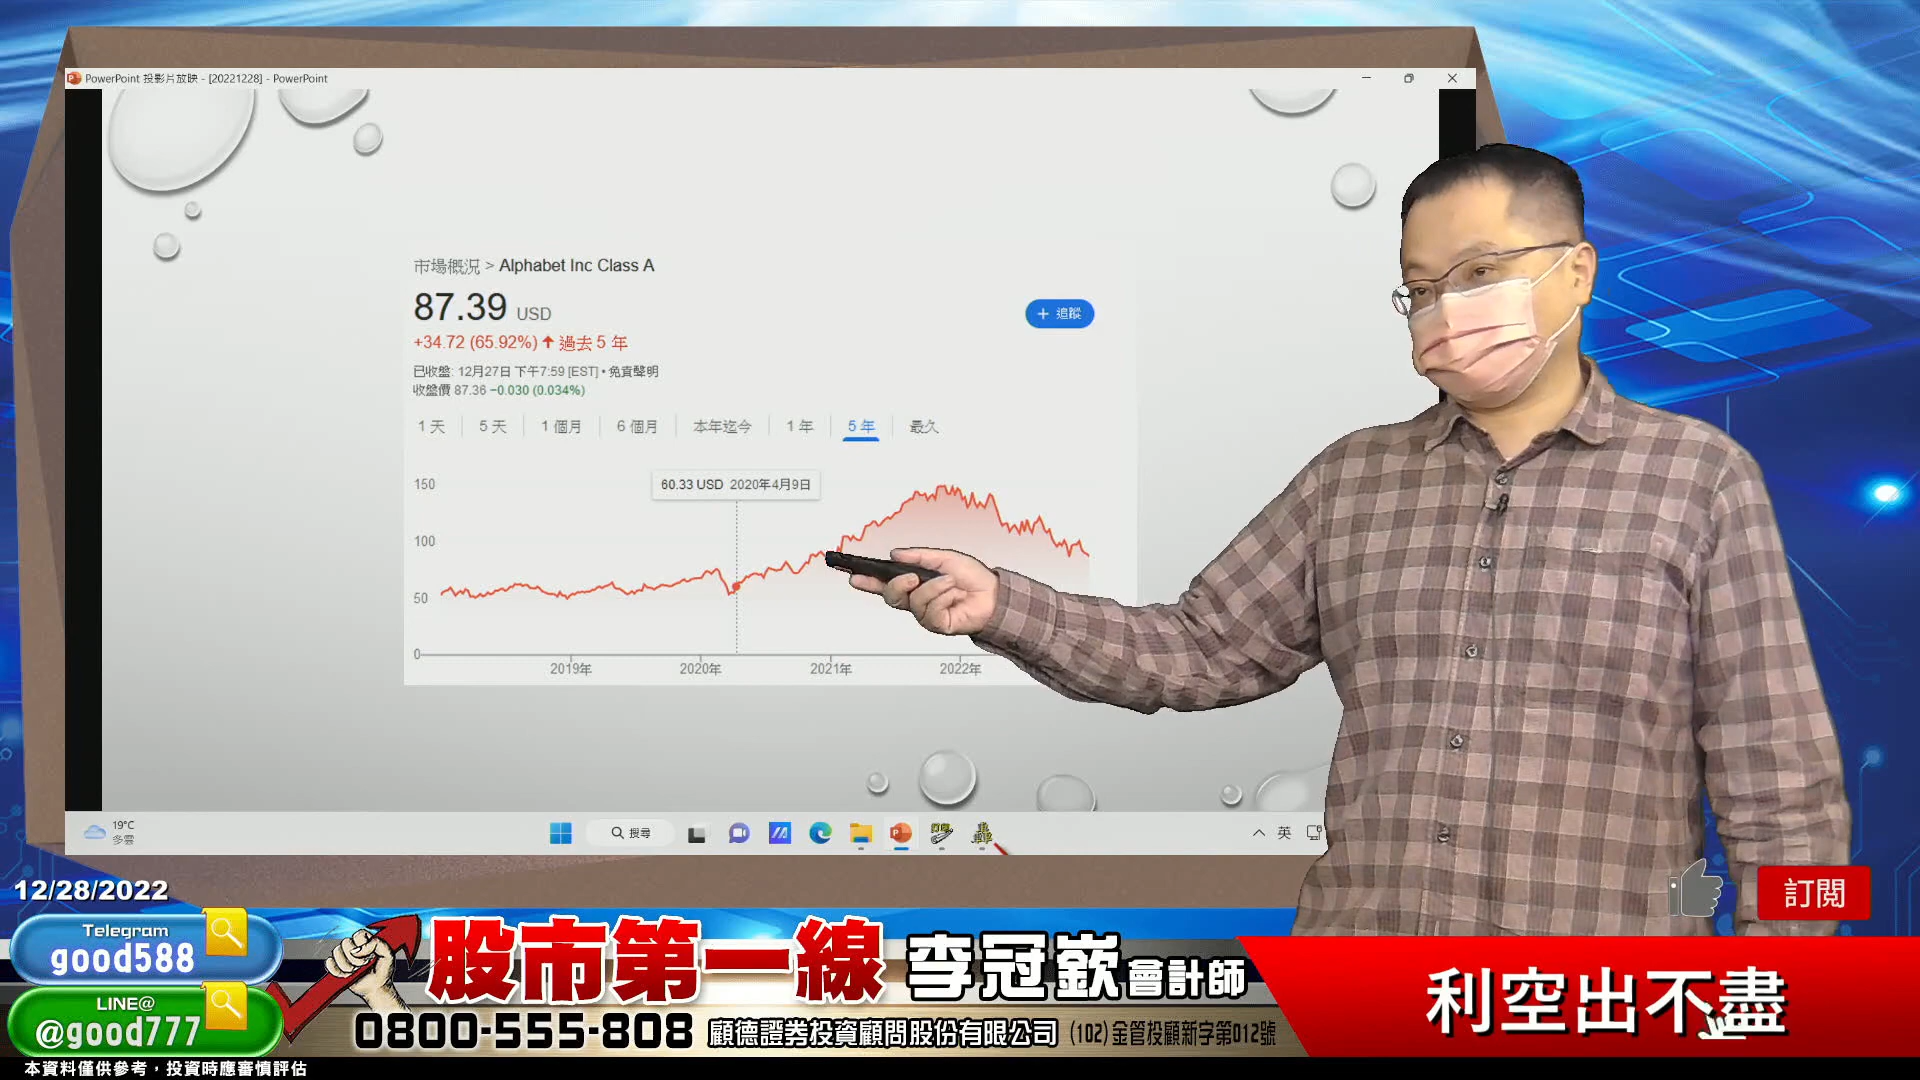 PowerPoint 投影片放映 - [20221228] - PowerPoint
市場概況 > Alphabet Inc Class A
87.39 USD
+ 追蹤
+34.72 (65.92%) ↑ 過去 5 年
已收盤: 12月27日 下午7:59 [EST] • 免責聲明
收盤價 87.36 −0.030 (0.034%)
1 天 5 天 1 個月 6 個月 本年迄今 1 年 5 年 最久
60.33 USD 2020年4月9日
150
100
50
0
2019年 2020年 2021年 2022年
19°C
多雲
搜尋
英
12/28/2022
訂閱
Telegram
good588
LINE@
@good777
股市第一線 李冠嶔 會計師
0800-555-808 顧德證券投資顧問股份有限公司 (102)金管投顧新字第012號
利空出不盡
本資料僅供參考，投資時應審慎評估